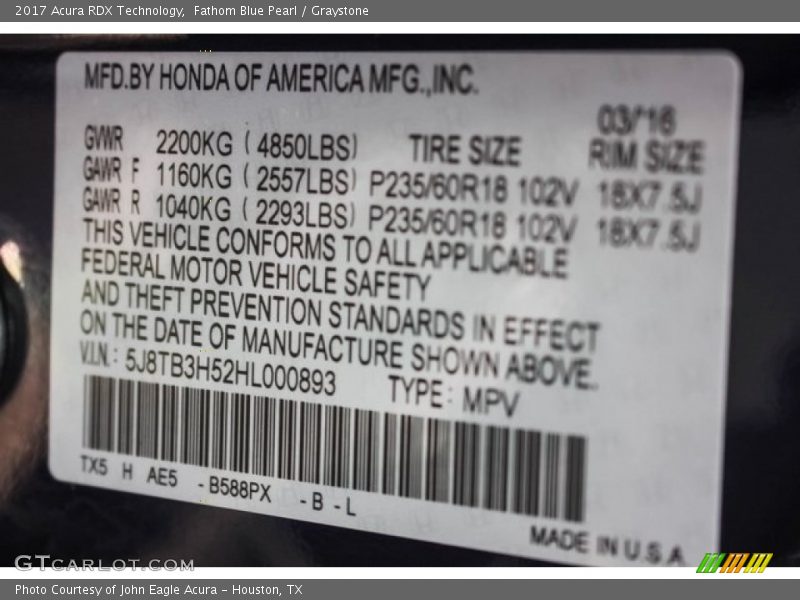 2017 Acura RDX Technology, Fathom Blue Pearl / Graystone
MFD.BY HONDA OF AMERICA MFG.,INC.
03/16
GVWR 2200KG ( 4850LBS) TIRE SIZE RIM SIZE
GAWR F 1160KG ( 2557LBS) P235/60R18 102V 18X7.5J
GAWR R 1040KG ( 2293LBS) P235/60R18 102V 18X7.5J
THIS VEHICLE CONFORMS TO ALL APPLICABLE
FEDERAL MOTOR VEHICLE SAFETY
AND THEFT PREVENTION STANDARDS IN EFFECT
ON THE DATE OF MANUFACTURE SHOWN ABOVE.
V.I.N.: 5J8TB3H52HL000893 TYPE: MPV
TX5 H AE5 -B588PX -B-L
MADE IN U.S.A
GTCARLOT.COM
Photo Courtesy of John Eagle Acura - Houston, TX